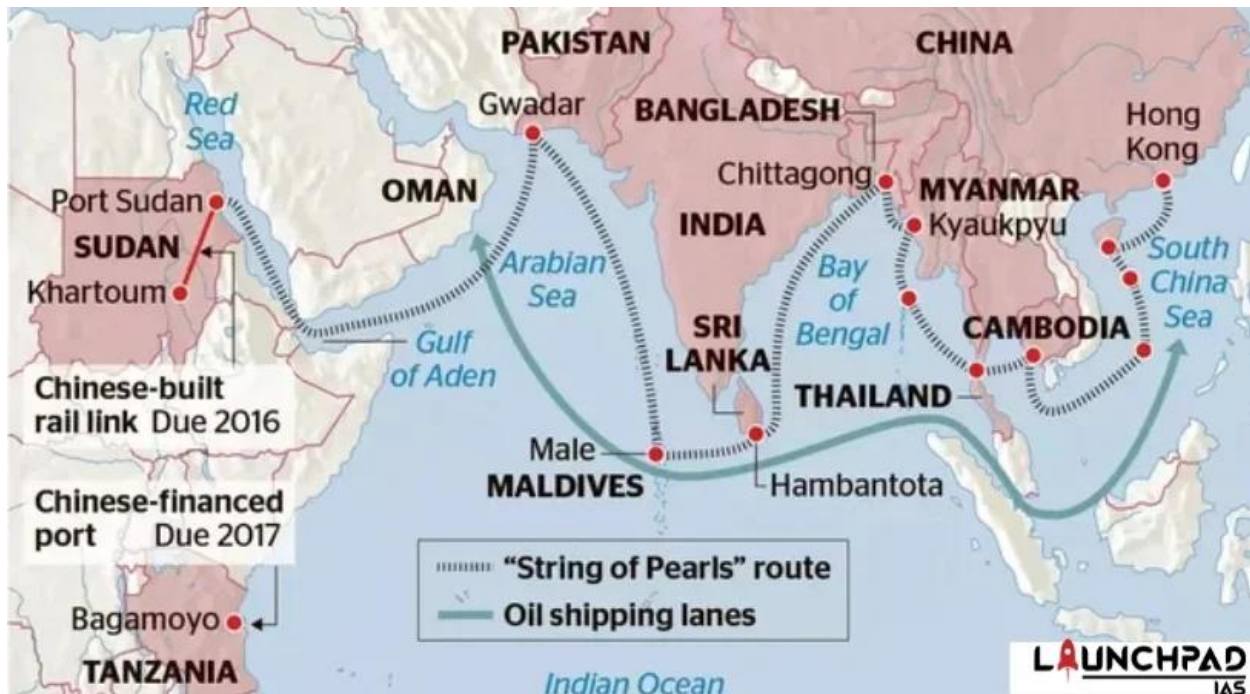 PAKISTAN
CHINA
Gwadar
BANGLADESH
Hong
Kong
Red
Sea
Chittagong
MYANMAR
Port Sudan
OMAN
INDIA
Kyaukpyu
SUDAN
Arabian
Sea
Bay
of
Bengal
South
China
Sea
Khartoum
SRI
LANKA
CAMBODIA
Gulf
of Aden
Chinese-built
rail link Due 2016
THAILAND
Male
MALDIVES
Hambantota
Chinese-financed
port Due 2017
"String of Pearls" route
Oil shipping lanes
Bagamoyo
TANZANIA
Indian Ocean
LAUNCHPAD
IAS